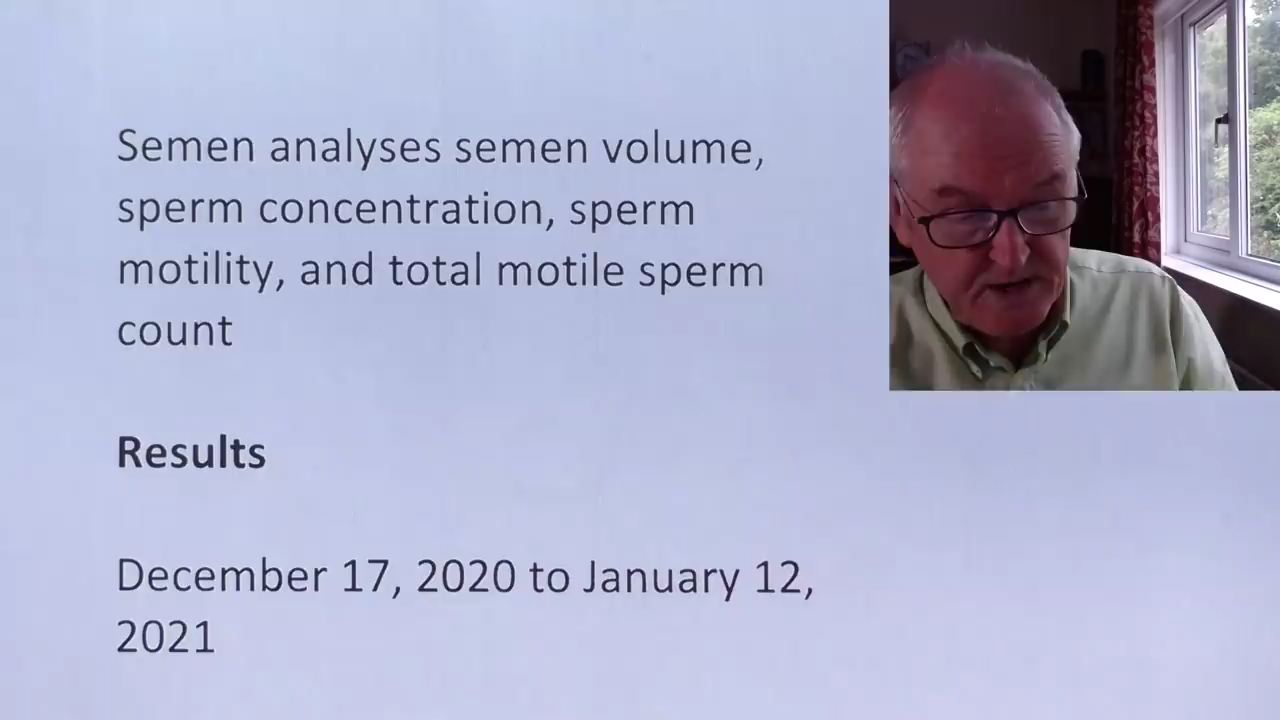 Semen analyses semen volume,
sperm concentration, sperm
motility, and total motile sperm
count
Results
December 17, 2020 to January 12,
2021